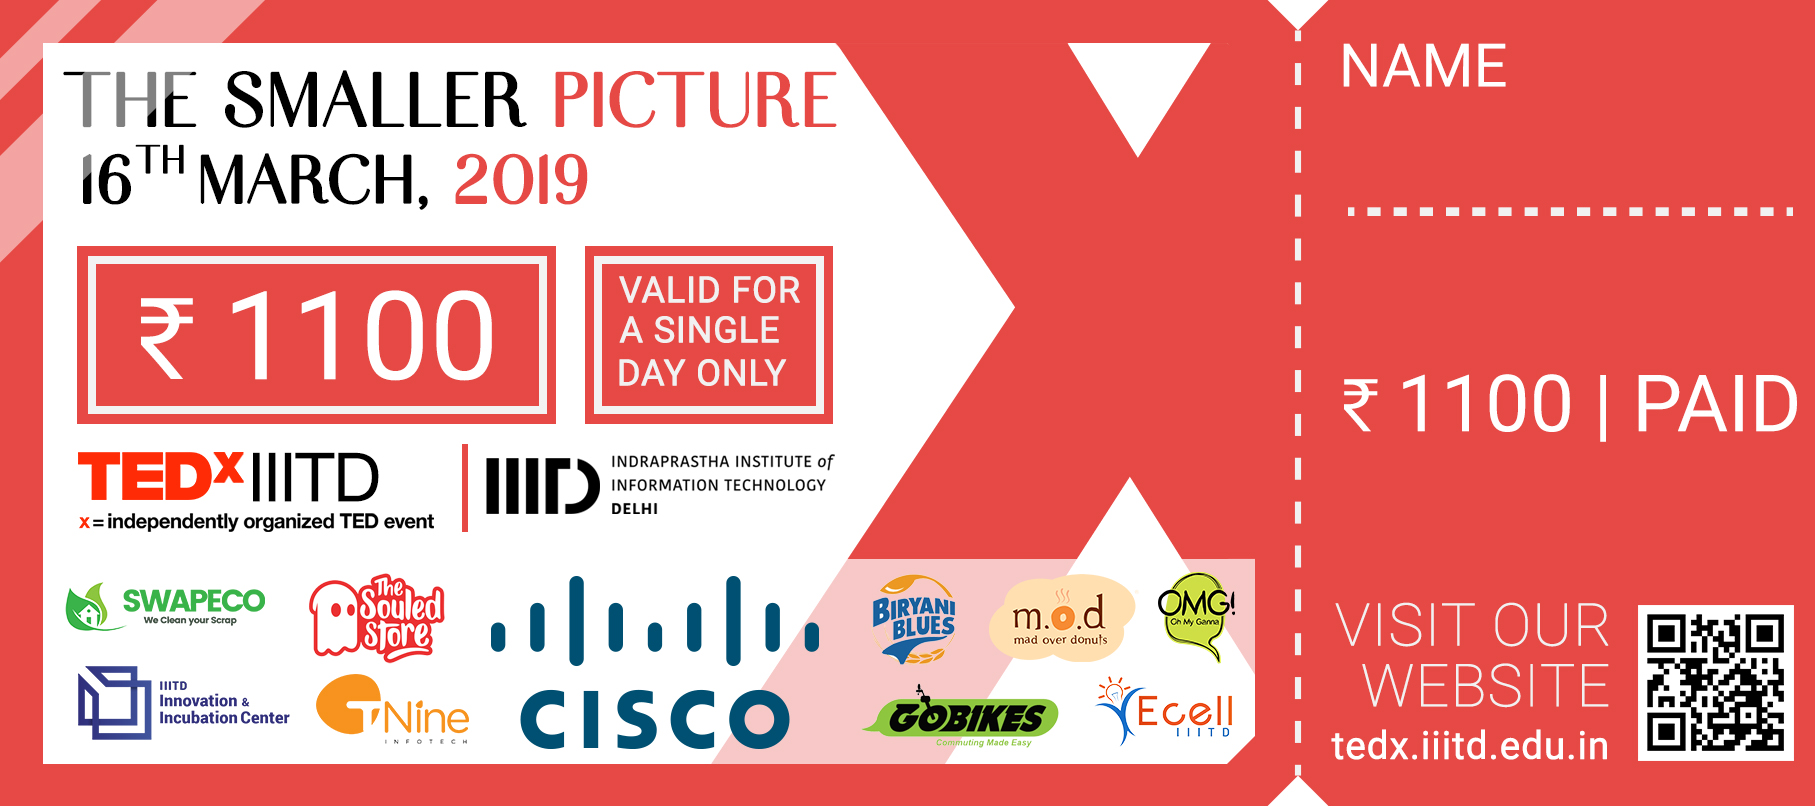 THE SMALLER PICTURE
16TH MARCH, 2019
₹ 1100
VALID FOR
A SINGLE
DAY ONLY
TEDxIIITD
x = independently organized TED event
IIITD
INDRAPRASTHA INSTITUTE of
INFORMATION TECHNOLOGY
DELHI
SWAPECO
We Clean your Scrap
The
Souled
Store
CISCO
BIRYANI
BLUES
m.o.d
mad over donuts
OMG!
Oh My Ganna
IIITD
Innovation &
Incubation Center
TNine
INFOTECH
GOBIKES
Commuting Made Easy
Ecell
IIITD
NAME
₹ 1100 | PAID
VISIT OUR
WEBSITE
tedx.iiitd.edu.in